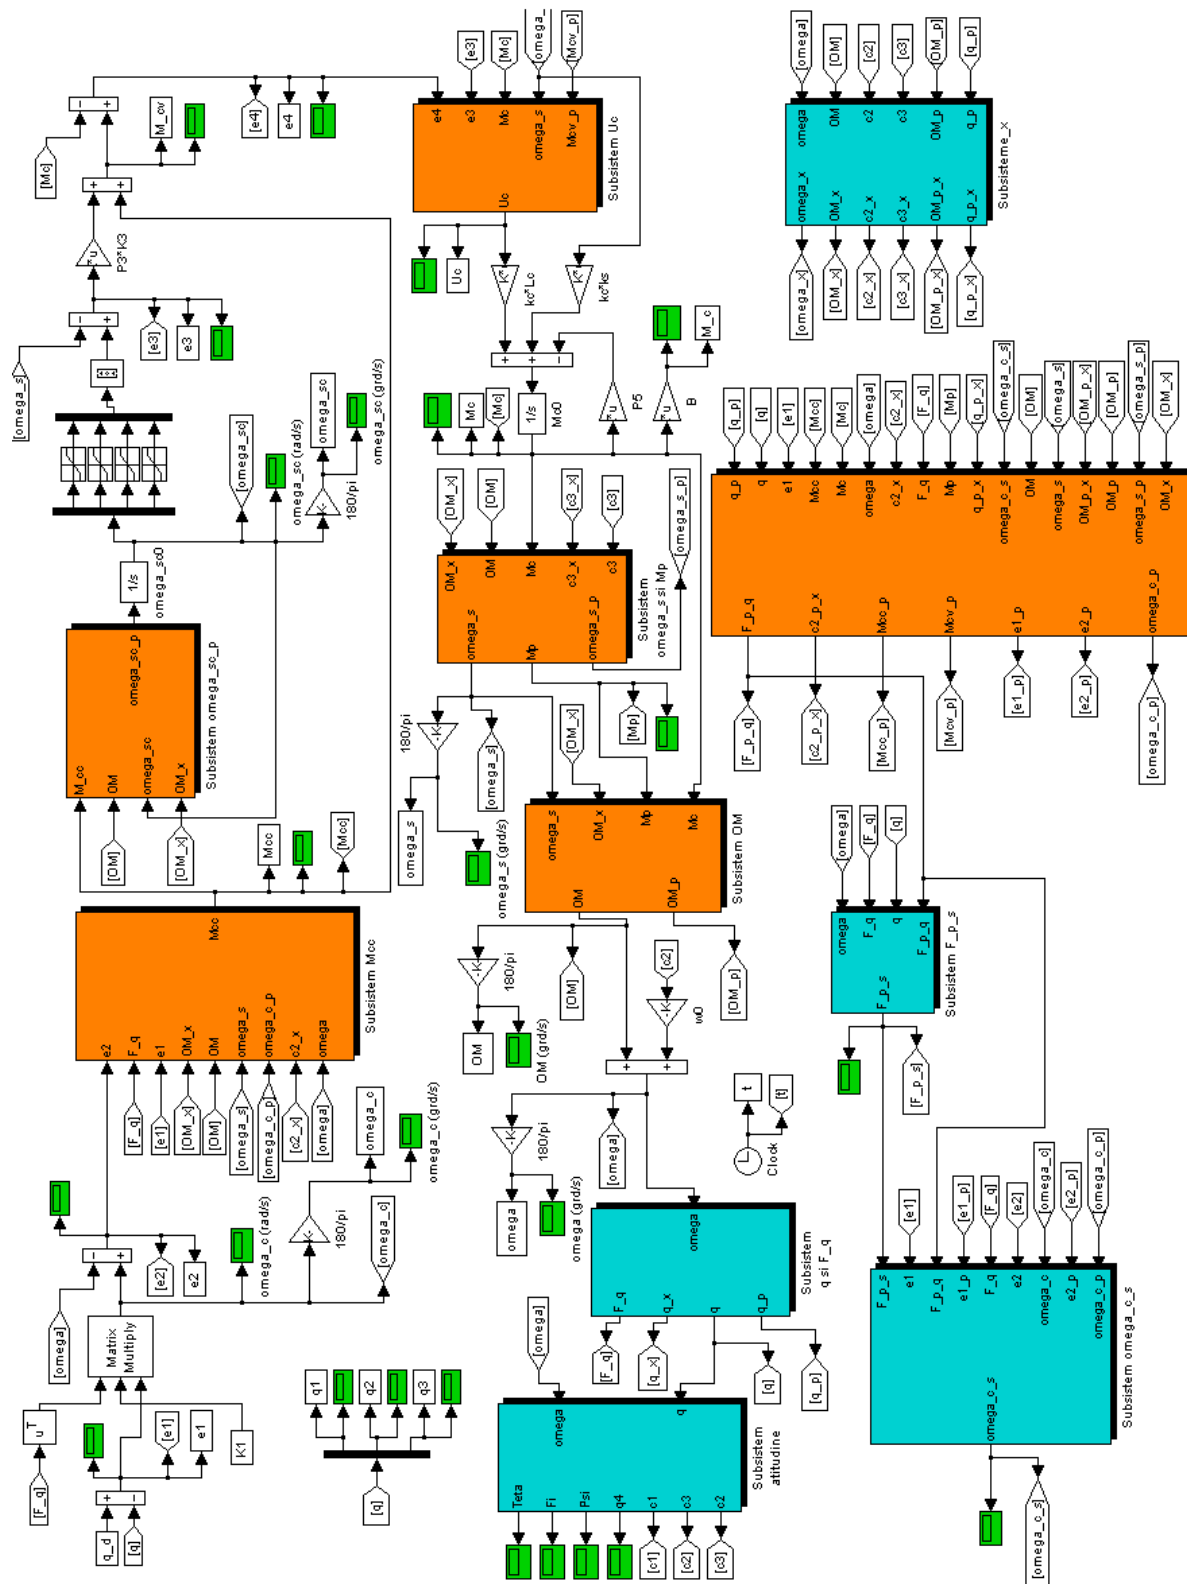 q_d
[q]
[F_q]
uT
K1
[e1]
e1
Matrix
Multiply
[omega]
[e2]
e2
omega_c (rad/s)
180/pi
[omega_c]
omega_c
omega_c (grd/s)
[F_q]
[e1]
[OM_x]
[OM]
[omega_s]
[omega_c_p]
[c2_x]
[omega]
e2
F_q
e1
OM_x
OM
omega_s
omega_c_p
c2_x
omega
Mcc
Subsistem Mcc
Mcc
[Mcc]
[OM]
[OM_x]
M_cc
OM
omega_sc
OM_x
omega_sc_p
Subsistem omega_sc_p
1/s
omega_sc0
[omega_sc]
omega_sc (rad/s)
180/pi
omega_sc
omega_sc (grd/s)
[omega_s]
[e3]
e3
P3*K3
[Mc]
M_cv
[e4]
e4
[q]
q1
q2
q3
e4
e3
Mc
omega_s
Mcv_p
Uc
Subsistem Uc
[e3]
[Mc]
[omega_
[Mcv_p]
Uc
K*
kc*Lc
K*
kc*ks
1/s
Mc0
P5
B
M_c
Mc
[Mc]
[OM_x]
[OM]
[c3_x]
[c3]
OM_x
OM
Mc
c3_x
c3
omega_s
Mp
omega_s_p
Subsistem
omega_s si Mp
[omega_s_p]
180/pi
omega_s
omega_s (grd/s)
[omega_s]
[OM_x]
[Mp]
omega_s
OM_x
Mp
Mc
OM
OM_p
Subsistem OM
180/pi
OM
OM (grd/s)
[OM]
[c2]
w0
[OM_p]
180/pi
omega
omega (grd/s)
[omega]
Clock
t
[t]
omega
F_q
q_x
q
q_p
Subsistem
q si F_q
[F_q]
[q_x]
[q]
[q_p]
[omega]
omega
q
Teta
Fi
Psi
q4
c1
c3
c2
Subsistem
atitudine
[c1]
[c2]
[c3]
[omega]
[OM]
[c2]
[c3]
[OM_p]
[q_p]
omega
OM
c2
c3
OM_p
q_p
omega_x
OM_x
c2_x
c3_x
OM_p_x
q_p_x
Subsisteme_x
[omega_x]
[OM_x]
[c2_x]
[c3_x]
[OM_p_x]
[q_p_x]
[q_p]
[q]
[e1]
[Mcc]
[Mc]
[omega]
[c2_x]
[F_q]
[Mp]
[q_p_x]
[omega_c_s]
[OM]
[omega_s]
[OM_p_x]
[OM_p]
[omega_s_p]
[OM_x]
q_p
q
e1
Mcc
Mc
omega
c2_x
F_q
Mp
q_p_x
omega_c_s
OM
omega_s
OM_p_x
OM_p
omega_s_p
OM_x
F_p_q
c2_p_x
Mcc_p
Mcv_p
e1_p
e2_p
omega_c_p
[F_p_q]
[c2_p_x]
[Mcc_p]
[Mcv_p]
[e1_p]
[e2_p]
[omega_c_p]
[omega]
[F_q]
[q]
omega
F_q
q
F_p_q
F_p_s
Subsistem F_p_s
[F_p_s]
[e1]
[e1_p]
[F_q]
[e2]
[omega_c]
[e2_p]
[omega_c_p]
F_p_s
e1
F_p_q
e1_p
F_q
e2
omega_c
e2_p
omega_c_p
omega_c_s
Subsistem omega_c_s
[omega_c_s]